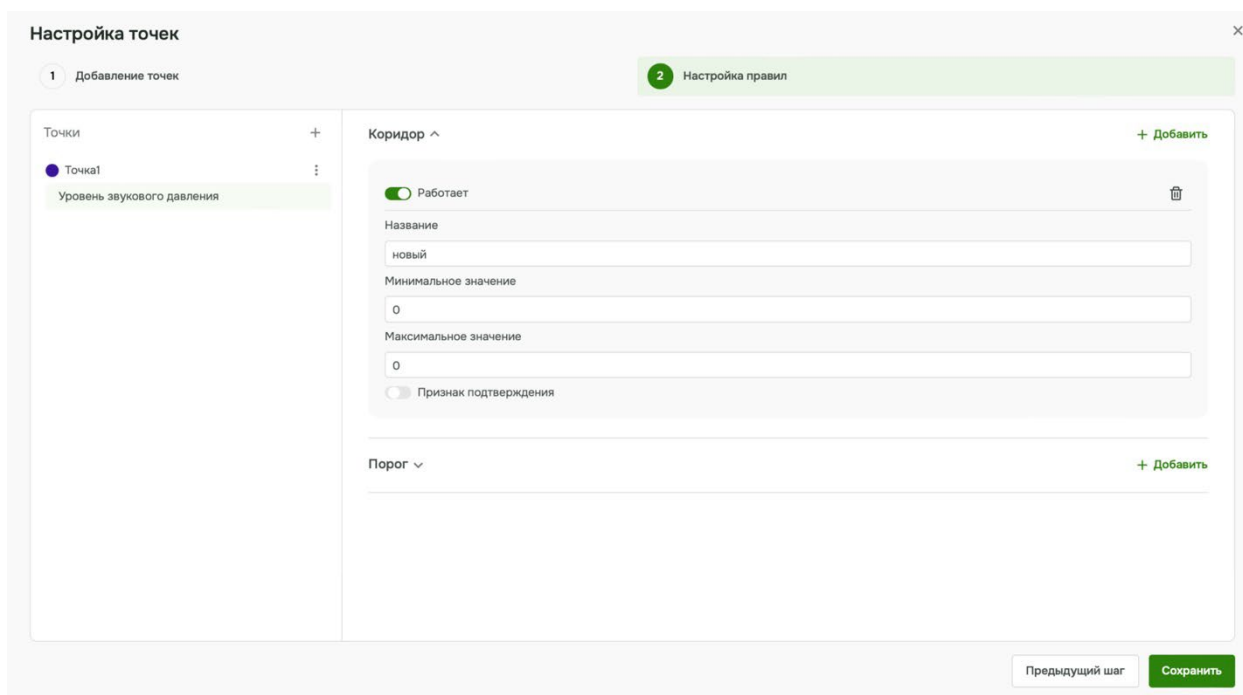 Настройка точек
1 Добавление точек
2 Настройка правил
Точки
Точка1
Уровень звукового давления
Коридор
+ Добавить
Работает
Название
новый
Минимальное значение
0
Максимальное значение
0
Признак подтверждения
Порог
+ Добавить
Предыдущий шаг
Сохранить